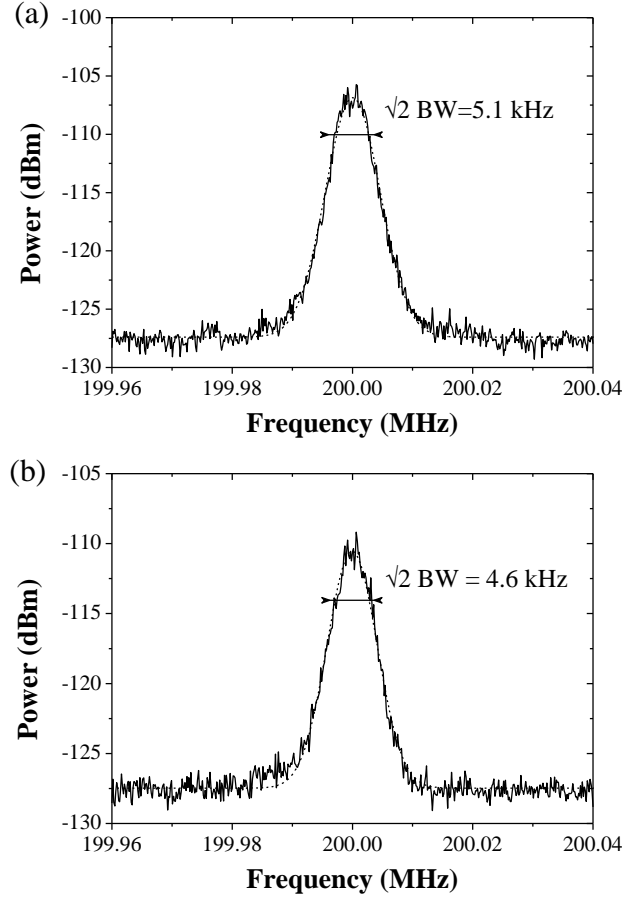 (a)
-100
-105
-110
-115
-120
-125
-130
Power (dBm)
√2 BW=5.1 kHz
199.96 199.98 200.00 200.02 200.04
Frequency (MHz)
(b)
-105
-110
-115
-120
-125
-130
Power (dBm)
√2 BW = 4.6 kHz
199.96 199.98 200.00 200.02 200.04
Frequency (MHz)